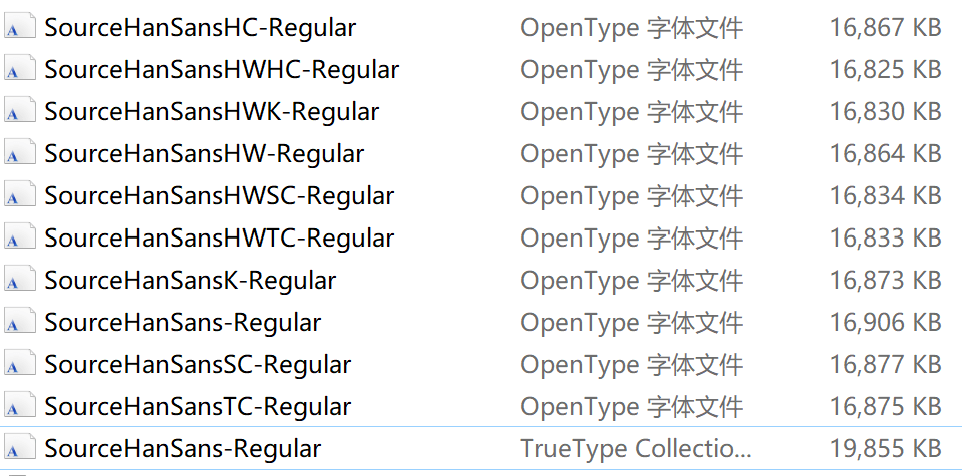 SourceHanSansHC-Regular OpenType 字体文件 16,867 KB
SourceHanSansHWHC-Regular OpenType 字体文件 16,825 KB
SourceHanSansHWK-Regular OpenType 字体文件 16,830 KB
SourceHanSansHW-Regular OpenType 字体文件 16,864 KB
SourceHanSansHWSC-Regular OpenType 字体文件 16,834 KB
SourceHanSansHWTC-Regular OpenType 字体文件 16,833 KB
SourceHanSansK-Regular OpenType 字体文件 16,873 KB
SourceHanSans-Regular OpenType 字体文件 16,906 KB
SourceHanSansSC-Regular OpenType 字体文件 16,877 KB
SourceHanSansTC-Regular OpenType 字体文件 16,875 KB
SourceHanSans-Regular TrueType Collectio... 19,855 KB